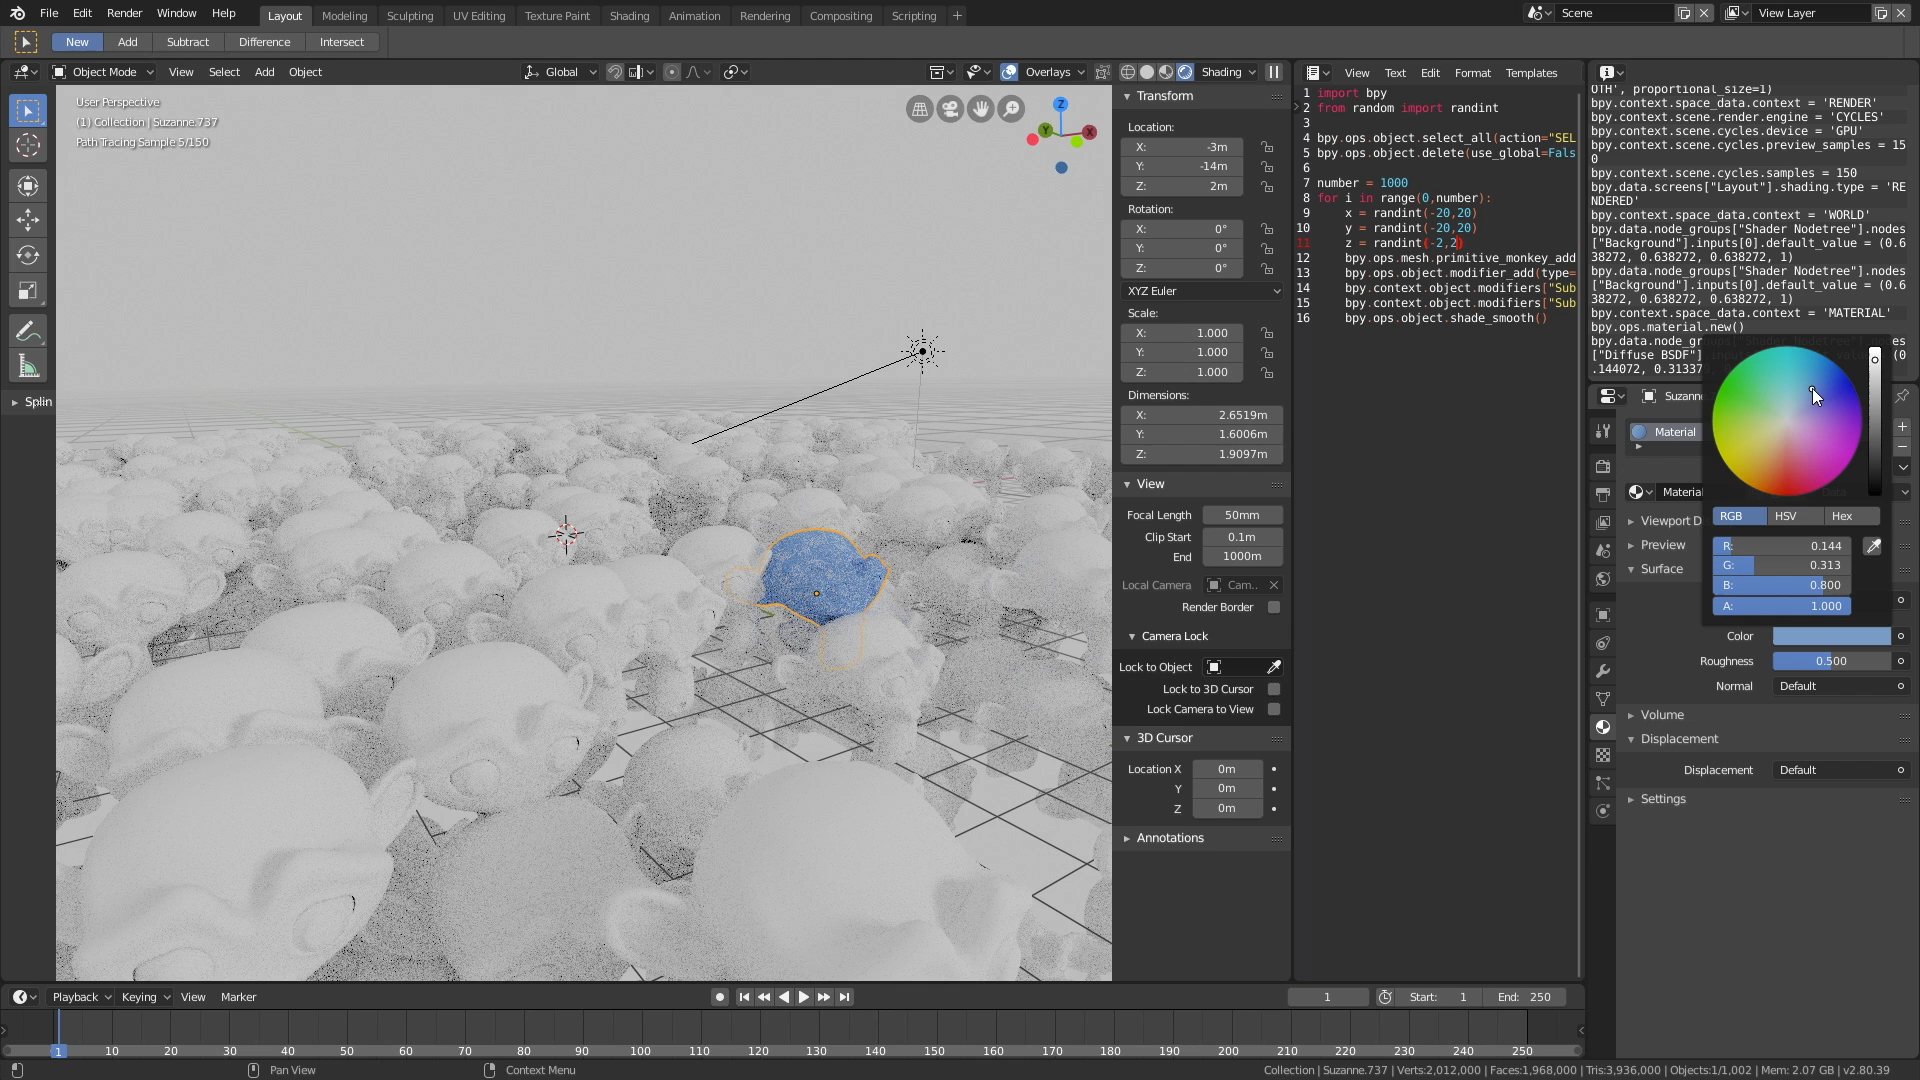 File Edit Render Window Help
Layout Modeling Sculpting UV Editing Texture Paint Shading Animation Rendering Compositing Scripting +
Scene
View Layer
New Add Subtract Difference Intersect
Object Mode View Select Add Object
Global
Overlays
Shading
View Text Edit Format Templates
User Perspective
(1) Collection | Suzanne.737
Path Tracing Sample 5/150
Z
Y
X
Splin
Transform
Location:
X: -3m
Y: -14m
Z: 2m
Rotation:
X: 0°
Y: 0°
Z: 0°
XYZ Euler
Scale:
X: 1.000
Y: 1.000
Z: 1.000
Dimensions:
X: 2.6519m
Y: 1.6006m
Z: 1.9097m
View
Focal Length 50mm
Clip Start 0.1m
End 1000m
Local Camera Cam..
Render Border
Camera Lock
Lock to Object
Lock to 3D Cursor
Lock Camera to View
3D Cursor
Location X 0m
Y 0m
Z 0m
Annotations
1 import bpy
2 from random import randint
3
4 bpy.ops.object.select_all(action="SEL
5 bpy.ops.object.delete(use_global=Fals
6
7 number = 1000
8 for i in range(0,number):
9 x = randint(-20,20)
10 y = randint(-20,20)
11 z = randint(-2,2)
12 bpy.ops.mesh.primitive_monkey_add
13 bpy.ops.object.modifier_add(type=
14 bpy.context.object.modifiers["Sub
15 bpy.context.object.modifiers["Sub
16 bpy.ops.object.shade_smooth()
OTH', proportional_size=1)
bpy.context.space_data.context = 'RENDER'
bpy.context.scene.render.engine = 'CYCLES'
bpy.context.scene.cycles.device = 'GPU'
bpy.context.scene.cycles.preview_samples = 15
0
bpy.context.scene.cycles.samples = 150
bpy.data.screens["Layout"].shading.type = 'RE
NDERED'
bpy.context.space_data.context = 'WORLD'
bpy.data.node_groups["Shader Nodetree"].nodes
["Background"].inputs[0].default_value = (0.6
38272, 0.638272, 0.638272, 1)
bpy.data.node_groups["Shader Nodetree"].nodes
["Background"].inputs[0].default_value = (0.6
38272, 0.638272, 0.638272, 1)
bpy.context.space_data.context = 'MATERIAL'
bpy.ops.material.new()
bpy.data.node_groups["Shader Nodetree"].nodes
["Diffuse BSDF"]
.144072, 0.31337
Suzanne
Material
Material
Data
Viewport D
Preview
Surface
RGB HSV Hex
R: 0.144
G: 0.313
B: 0.800
A: 1.000
Color
Roughness 0.500
Normal Default
Volume
Displacement
Displacement Default
Settings
Playback Keying View Marker
1 Start: 1 End: 250
1 10 20 30 40 50 60 70 80 90 100 110 120 130 140 150 160 170 180 190 200 210 220 230 240 250
Pan View Context Menu
Collection | Suzanne.737 | Verts:2,012,000 | Faces:1,968,000 | Tris:3,936,000 | Objects:1/1,002 | Mem: 2.07 GB | v2.80.39